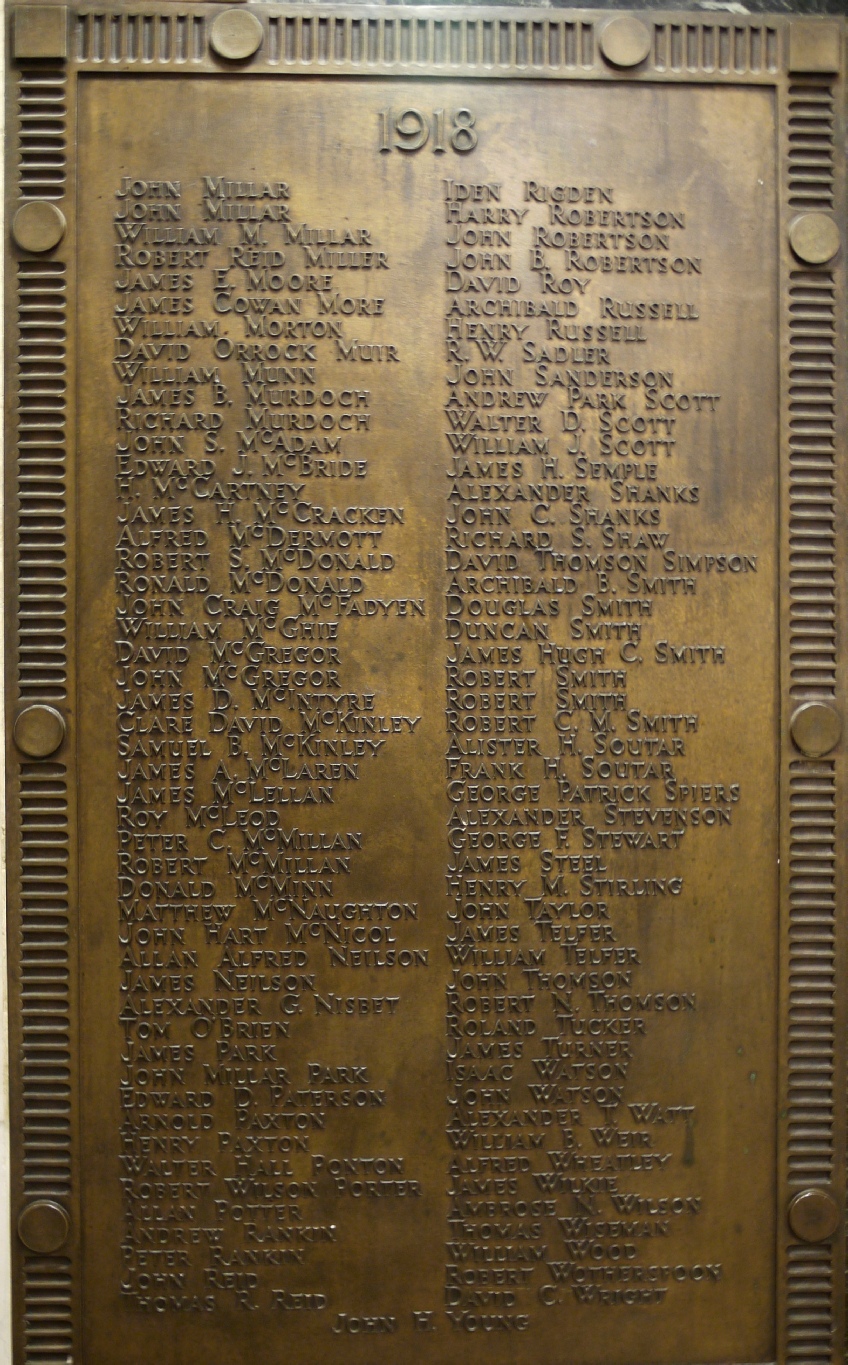 1918
JOHN MILLAR
JOHN MILLAR
WILLIAM M. MILLAR
ROBERT REID MILLER
JAMES E. MOORE
JAMES COWAN MORE
WILLIAM MORTON
DAVID ORROCK MUIR
WILLIAM MUNN
JAMES B. MURDOCH
RICHARD MURDOCH
JOHN S. McADAM
EDWARD J. McBRIDE
H. McCARTNEY
JAMES H. McCRACKEN
ALFRED McDERMOTT
ROBERT S. McDONALD
RONALD McDONALD
JOHN CRAIG McFADYEN
WILLIAM McGHIE
DAVID McGREGOR
JOHN McGREGOR
JAMES D. McINTYRE
CLARE DAVID McKINLEY
SAMUEL B. McKINLEY
JAMES A. McLAREN
JAMES McLELLAN
ROY McLEOD
PETER C. McMILLAN
ROBERT McMILLAN
DONALD McMINN
MATTHEW McNAUGHTON
JOHN HART McNICOL
ALLAN ALFRED NEILSON
JAMES NEILSON
ALEXANDER G. NISBET
TOM O'BRIEN
JAMES PARK
JOHN MILLAR PARK
EDWARD D. PATERSON
ARNOLD PAXTON
HENRY PAXTON
WALTER HALL PONTON
ROBERT WILSON PORTER
ALLAN POTTER
ANDREW RANKIN
PETER RANKIN
JOHN REID
THOMAS R. REID
IDEN RIGDEN
HARRY ROBERTSON
JOHN ROBERTSON
JOHN B. ROBERTSON
DAVID ROY
ARCHIBALD RUSSELL
HENRY RUSSELL
R. W. SADLER
JOHN SANDERSON
ANDREW PARK SCOTT
WALTER D. SCOTT
WILLIAM J. SCOTT
JAMES H. SEMPLE
ALEXANDER SHANKS
JOHN C. SHANKS
RICHARD S. SHAW
DAVID THOMSON SIMPSON
ARCHIBALD B. SMITH
DOUGLAS SMITH
DUNCAN SMITH
JAMES HUGH C. SMITH
ROBERT SMITH
ROBERT SMITH
ROBERT C. M. SMITH
ALISTER H. SOUTAR
FRANK H. SOUTAR
GEORGE PATRICK SPIERS
ALEXANDER STEVENSON
GEORGE F. STEWART
JAMES STEEL
HENRY M. STIRLING
JOHN TAYLOR
JAMES TELFER
WILLIAM TELFER
JOHN THOMSON
ROBERT N. THOMSON
ROLAND TUCKER
JAMES TURNER
ISAAC WATSON
JOHN WATSON
ALEXANDER T. WATT
WILLIAM B. WEIR
ALFRED WHEATLEY
JAMES WILKIE
AMBROSE N. WILSON
THOMAS WISEMAN
WILLIAM WOOD
ROBERT WOTHERSPOON
DAVID C. WRIGHT
JOHN H. YOUNG